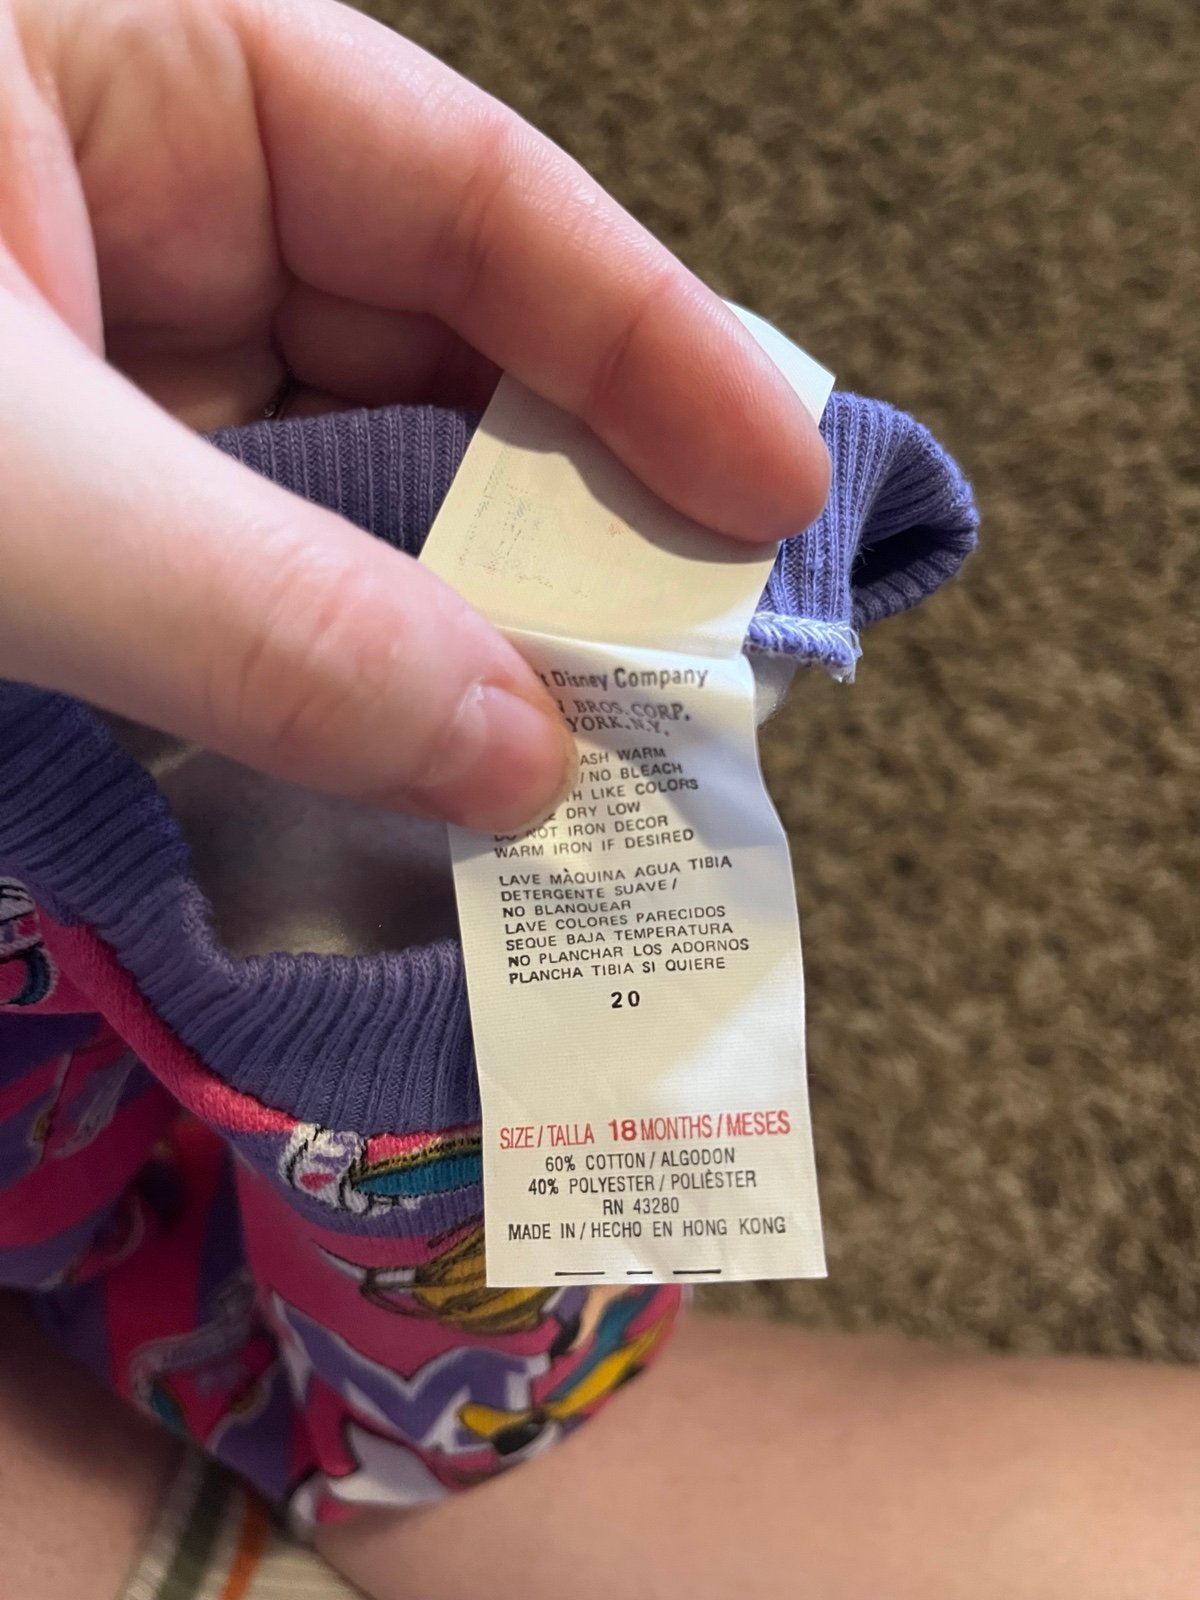 Disney Company
BROS. CORP.
YORK, N.Y.
WARM
/ NO BLEACH
LIKE COLORS
DRY LOW
DO NOT IRON DECOR
WARM IRON IF DESIRED
LAVE MÀQUINA AGUA TIBIA
DETERGENTE SUAVE /
NO BLANQUEAR
LAVE COLORES PARECIDOS
SEQUE BAJA TEMPERATURA
NO PLANCHAR LOS ADORNOS
PLANCHA TIBIA SI QUIERE
20
SIZE / TALLA 18 MONTHS / MESES
60% COTTON / ALGODON
40% POLYESTER / POLIÈSTER
RN 43280
MADE IN / HECHO EN HONG KONG